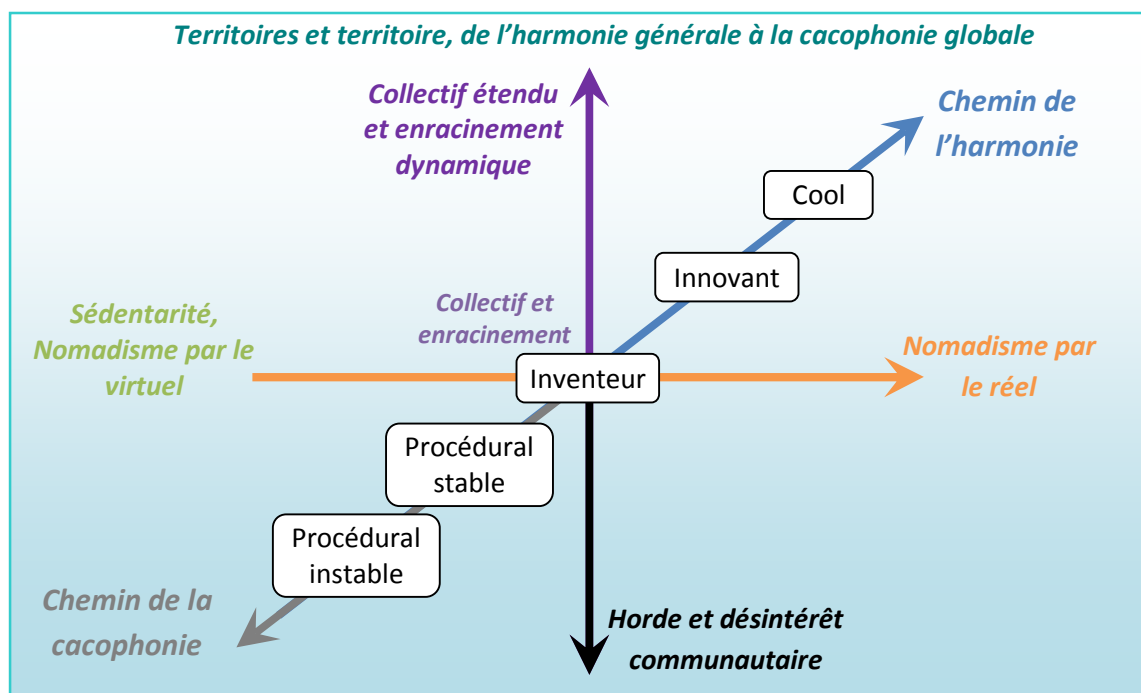 Territoires et territoire, de l’harmonie générale à la cacophonie globale
Collectif étendu
et enracinement
dynamique
Chemin de
l’harmonie
Cool
Innovant
Collectif et
enracinement
Sédentarité,
Nomadisme par le
virtuel
Inventeur
Nomadisme par
le réel
Procédural
stable
Procédural
instable
Chemin de la
cacophonie
Horde et désintérêt
communautaire